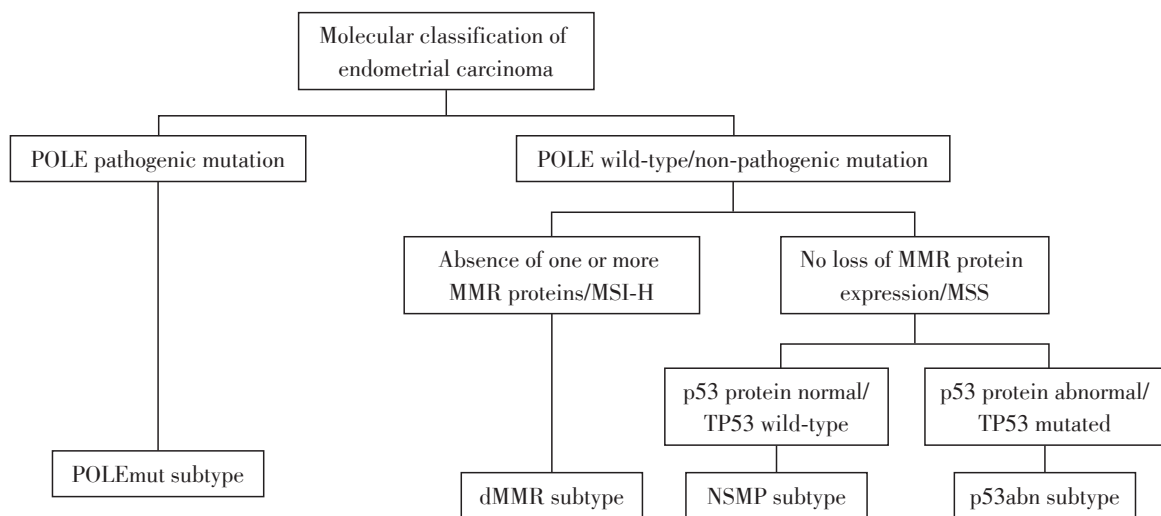 Molecular classification of
endometrial carcinoma
POLE pathogenic mutation
POLE wild-type/non-pathogenic mutation
Absence of one or more
MMR proteins/MSI-H
No loss of MMR protein
expression/MSS
p53 protein normal/
TP53 wild-type
p53 protein abnormal/
TP53 mutated
POLEmut subtype
dMMR subtype
NSMP subtype
p53abn subtype